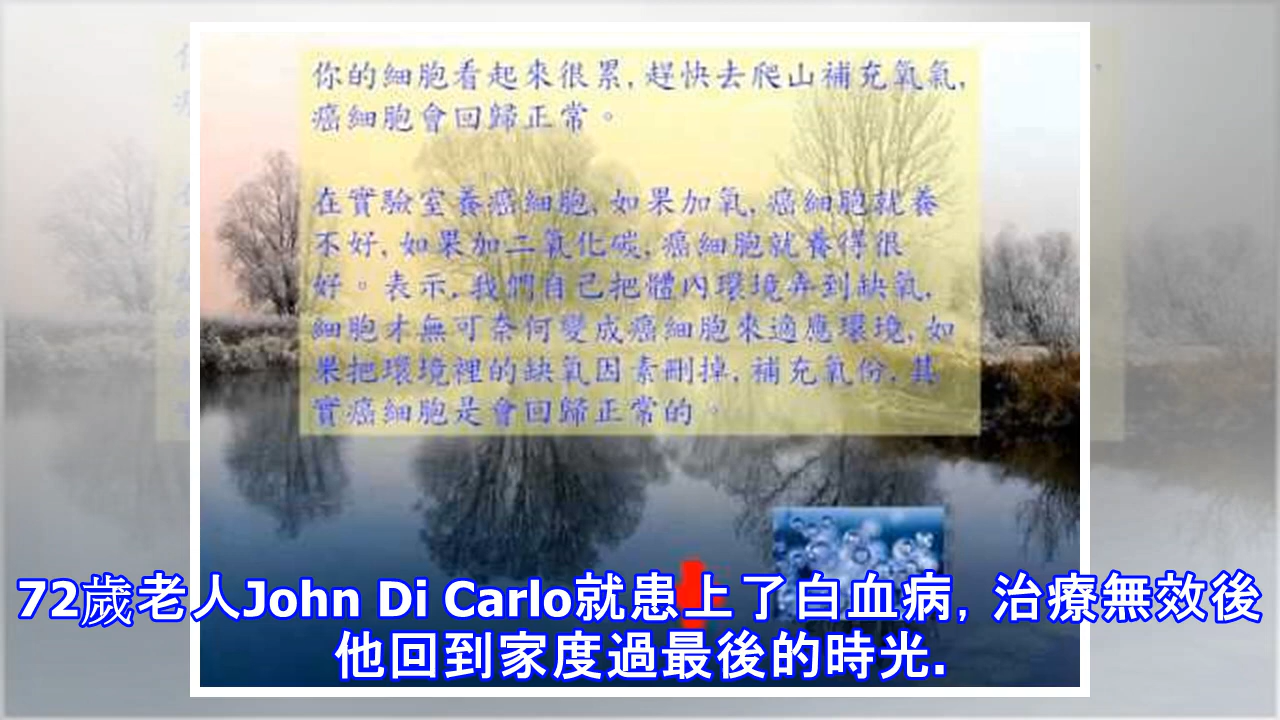 你的細胞看起來很累,趕快去爬山補充氧氣,
癌細胞會回歸正常。
在實驗室養癌細胞,如果加氧,癌細胞就養
不好,如果加二氧化碳,癌細胞就養得很
好。表示,我們自己把體內環境弄到缺氧,
細胞才無可奈何變成癌細胞來適應環境,如
果把環境裡的缺氧因素刪掉,補充氧份,其
實癌細胞是會回歸正常的。
72歲老人John Di Carlo就患上了白血病, 治療無效後
他回到家度過最後的時光.